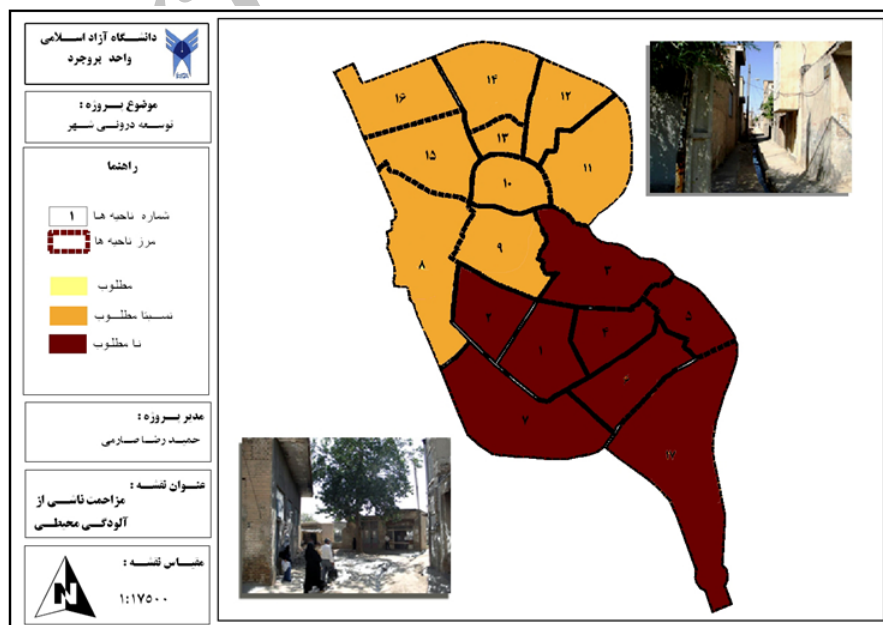 دانشگاه آزاد اسلامی
واحد بروجرد
موضوع پروژه :
توسعه درونی شهر
راهنما
۱ شماره ناحیه ها
مرز ناحیه ها
مطلوب
نسبتا مطلوب
نا مطلوب
مدیر پروژه :
حمید رضا صارمی
عنوان نقشه :
مزاحمت ناشی از
آلودگی محیطی
مقیاس نقشه :
N
۱:۱۷۵۰۰
۱۶
۱۴
۱۲
۱۳
۱۵
۱۱
۱۰
۹
۸
۳
۲
۱
۴
۵
۷
۱۷